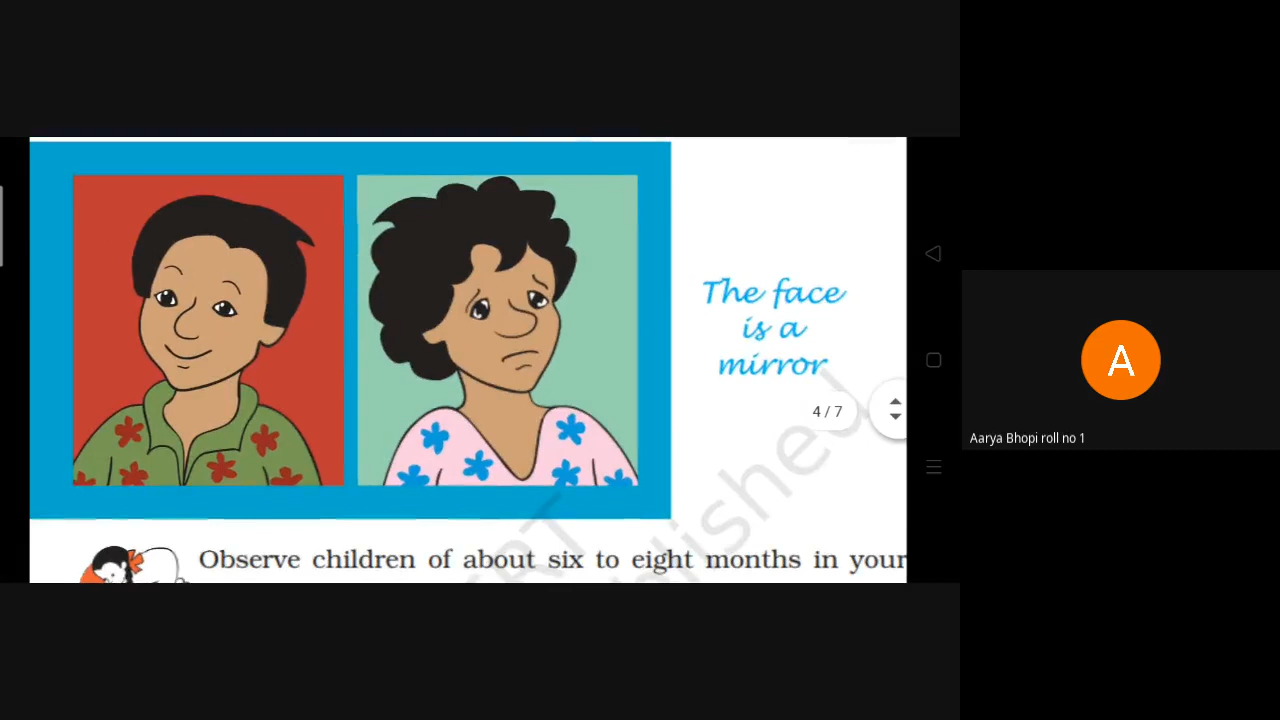 The face
is a
mirror
4 / 7
Observe children of about six to eight months in your
A
Aarya Bhopi roll no 1